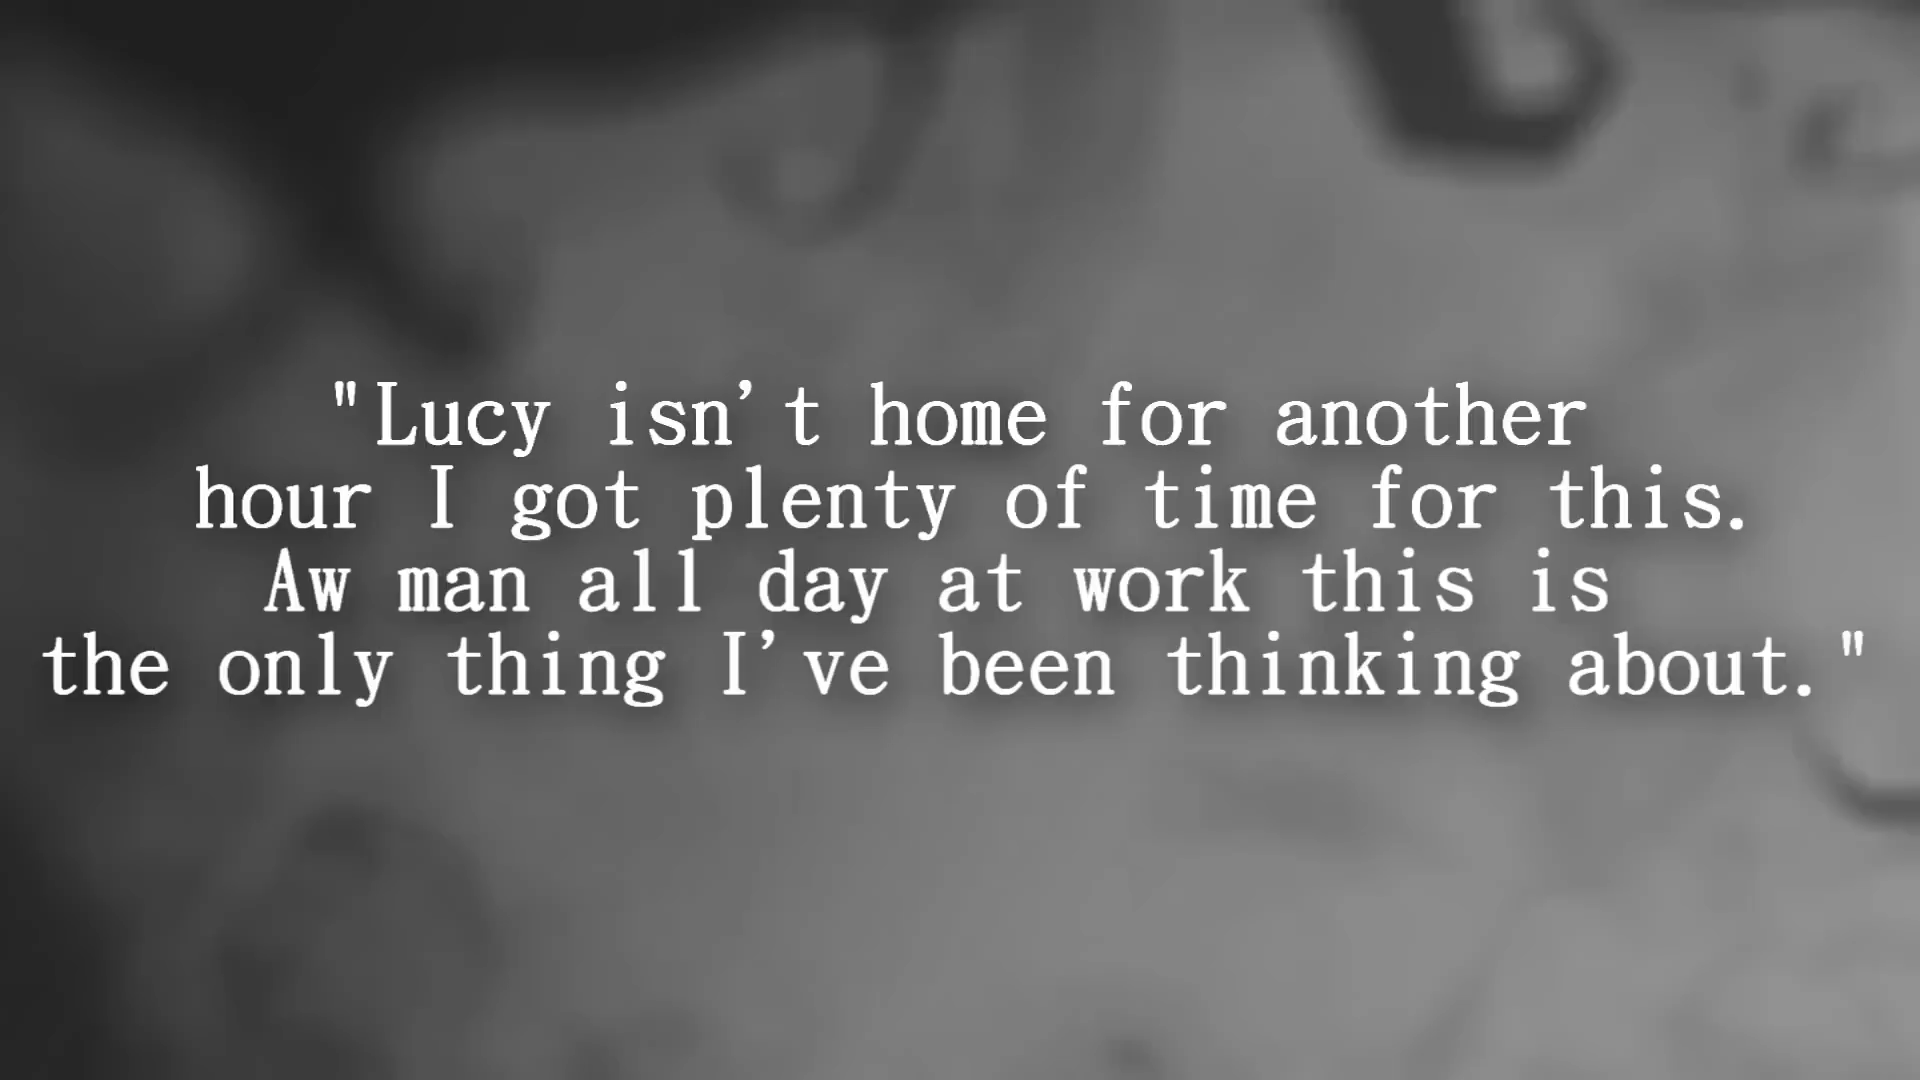 "Lucy isn't home for another
hour I got plenty of time for this.
Aw man all day at work this is
the only thing I've been thinking about."